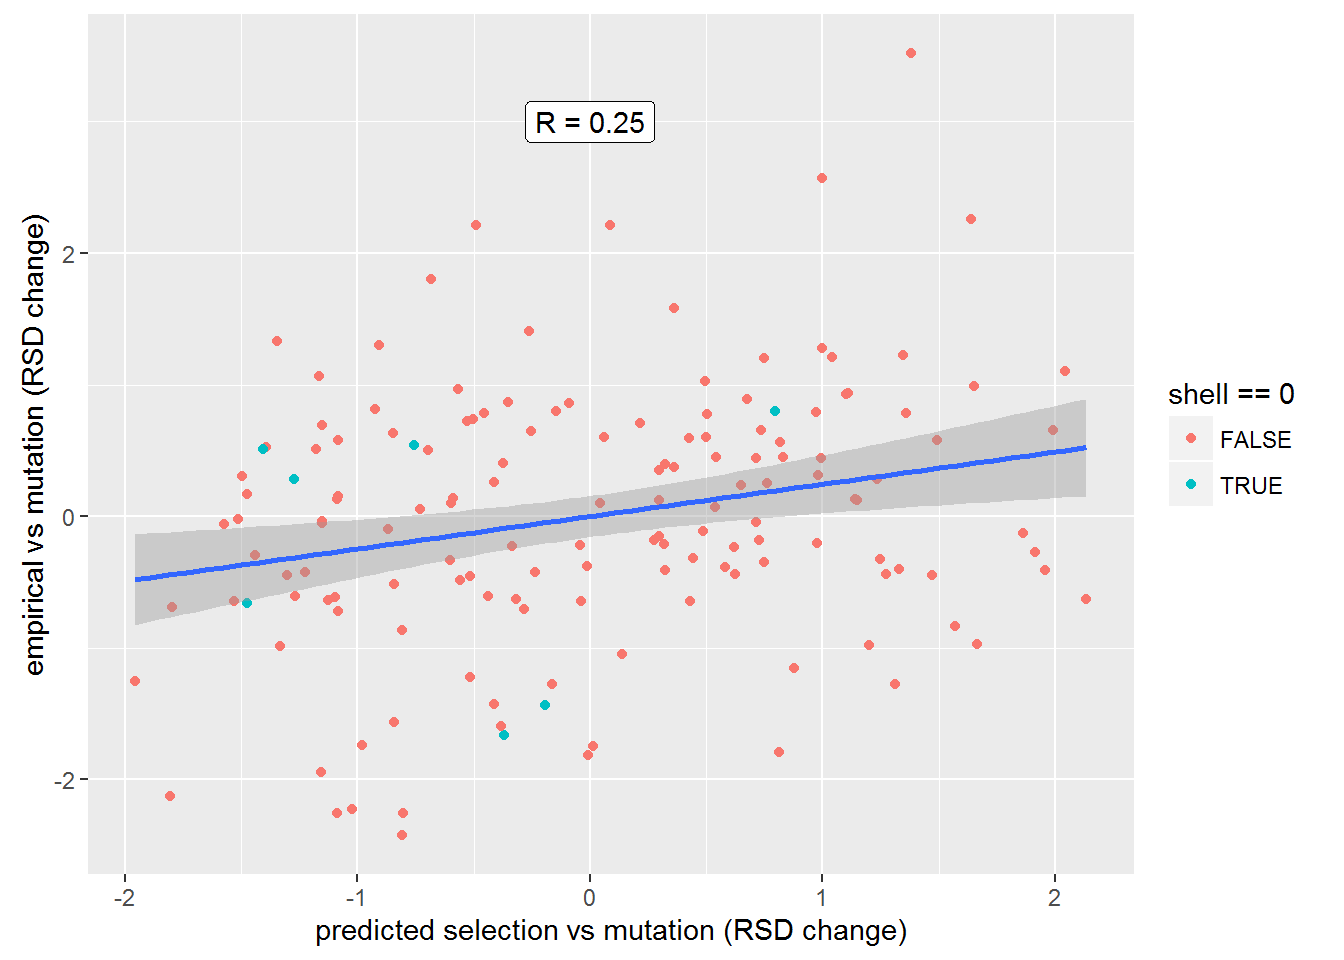 R = 0.25
2
0
-2
-2
-1
0
1
2
predicted selection vs mutation (RSD change)
empirical vs mutation (RSD change)
shell == 0
FALSE
TRUE